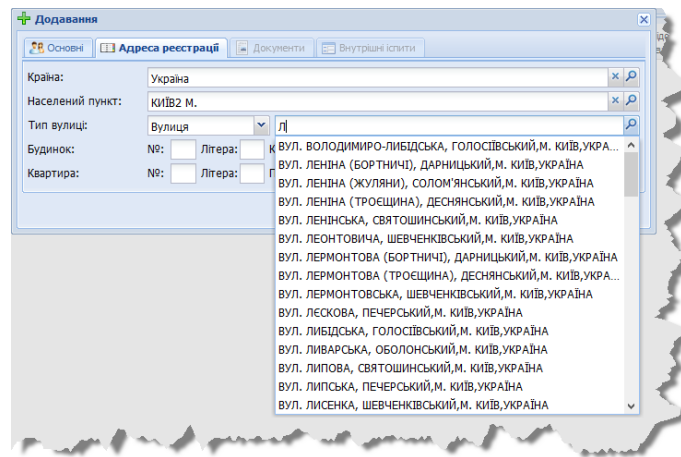 Додавання
Основні Адреса реєстрації Документи Внутрішні іспити
Країна: Україна
Населений пункт: КИЇВ2 М.
Тип вулиці: Вулиця Л
Будинок: №: Літера:
Квартира: №: Літера:
ВУЛ. ВОЛОДИМИРО-ЛИБІДСЬКА, ГОЛОСІЇВСЬКИЙ,М. КИЇВ,УКРА...
ВУЛ. ЛЕНІНА (БОРТНИЧІ), ДАРНИЦЬКИЙ,М. КИЇВ,УКРАЇНА
ВУЛ. ЛЕНІНА (ЖУЛЯНИ), СОЛОМ'ЯНСЬКИЙ,М. КИЇВ,УКРАЇНА
ВУЛ. ЛЕНІНА (ТРОЄЩИНА), ДЕСНЯНСЬКИЙ,М. КИЇВ,УКРАЇНА
ВУЛ. ЛЕНІНСЬКА, СВЯТОШИНСЬКИЙ,М. КИЇВ,УКРАЇНА
ВУЛ. ЛЕОНТОВИЧА, ШЕВЧЕНКІВСЬКИЙ,М. КИЇВ,УКРАЇНА
ВУЛ. ЛЕРМОНТОВА (БОРТНИЧІ), ДАРНИЦЬКИЙ,М. КИЇВ,УКРАЇНА
ВУЛ. ЛЕРМОНТОВА (ТРОЄЩИНА), ДЕСНЯНСЬКИЙ,М. КИЇВ,УКРА...
ВУЛ. ЛЕРМОНТОВСЬКА, ШЕВЧЕНКІВСЬКИЙ,М. КИЇВ,УКРАЇНА
ВУЛ. ЛЄСКОВА, ПЕЧЕРСЬКИЙ,М. КИЇВ,УКРАЇНА
ВУЛ. ЛИБІДСЬКА, ГОЛОСІЇВСЬКИЙ,М. КИЇВ,УКРАЇНА
ВУЛ. ЛИВАРСЬКА, ОБОЛОНСЬКИЙ,М. КИЇВ,УКРАЇНА
ВУЛ. ЛИПОВА, СВЯТОШИНСЬКИЙ,М. КИЇВ,УКРАЇНА
ВУЛ. ЛИПСЬКА, ПЕЧЕРСЬКИЙ,М. КИЇВ,УКРАЇНА
ВУЛ. ЛИСЕНКА, ШЕВЧЕНКІВСЬКИЙ,М. КИЇВ,УКРАЇНА